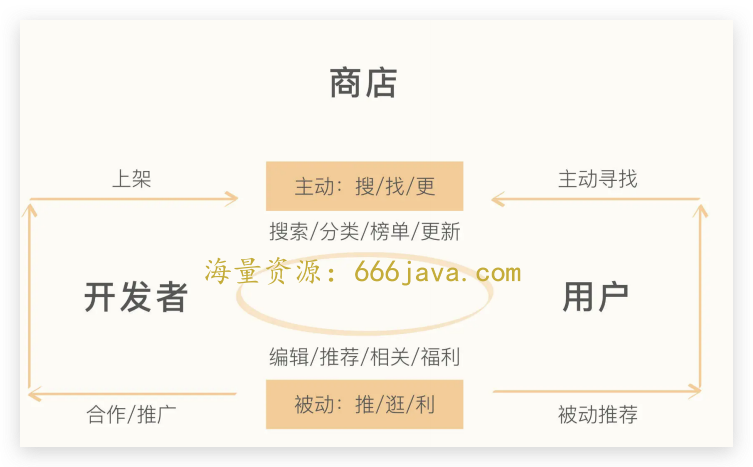 商店
上架
主动：搜/找/更
主动寻找
搜索/分类/榜单/更新
海量资源：666java.com
开发者
用户
编辑/推荐/相关/福利
被动：推/逛/利
合作/推广
被动推荐